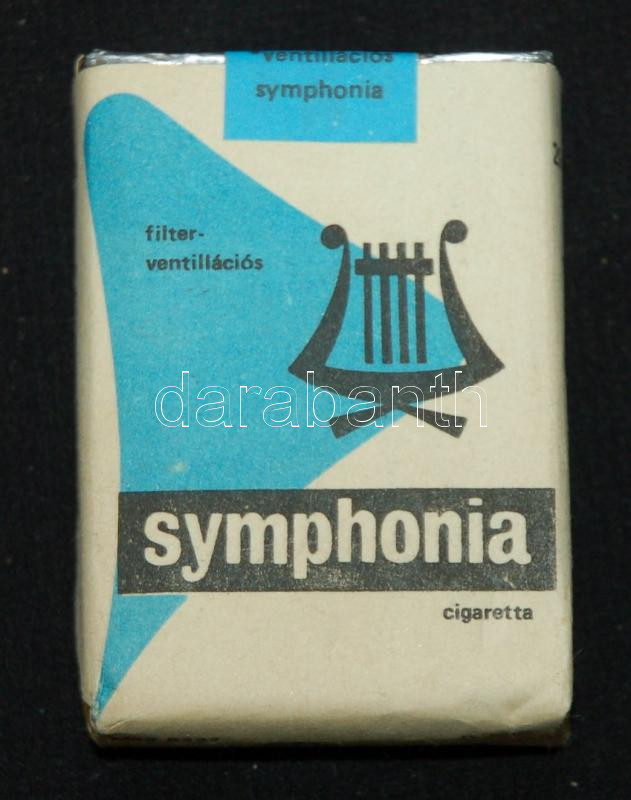 ventillációs
symphonia
filter-
ventillációs
darabanth
symphonia
cigaretta